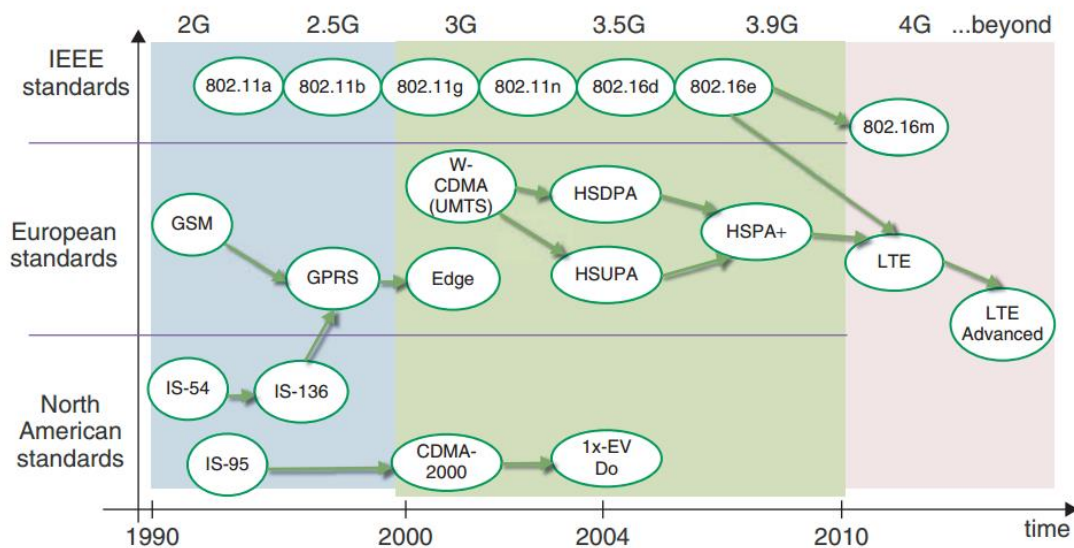 2G 2.5G 3G 3.5G 3.9G 4G ...beyond
IEEE
standards
802.11a 802.11b 802.11g 802.11n 802.16d 802.16e
802.16m
European
standards
GSM
GPRS
W-
CDMA
(UMTS)
Edge
HSDPA
HSUPA
HSPA+
LTE
LTE
Advanced
North
American
standards
IS-54
IS-136
IS-95
CDMA-
2000
1x-EV
Do
1990 2000 2004 2010 time